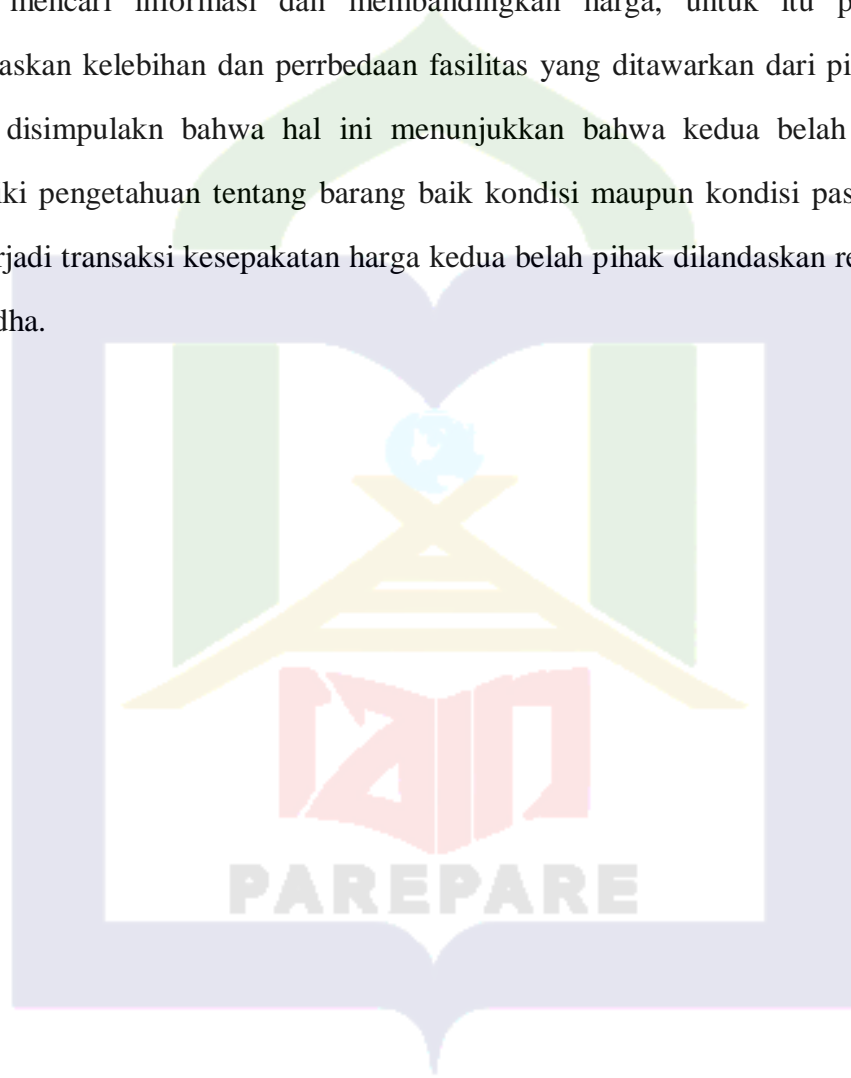 mencari informasi dan membandingkan harga, untuk itu p
askan kelebihan dan perrbedaan fasilitas yang ditawarkan dari pi
disimpulakn bahwa hal ini menunjukkan bahwa kedua belah
ki pengetahuan tentang barang baik kondisi maupun kondisi pas
rjadi transaksi kesepakatan harga kedua belah pihak dilandaskan re
dha.
iain
PAREPARE